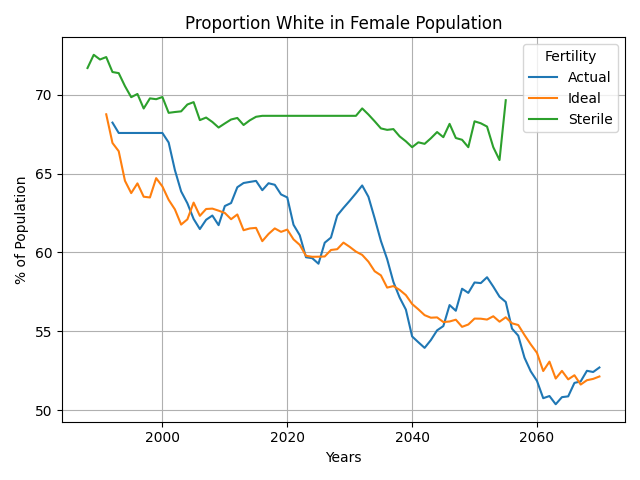 Proportion White in Female Population
Fertility
Actual
Ideal
Sterile
% of Population
70
65
60
55
50
2000
2020
2040
2060
Years